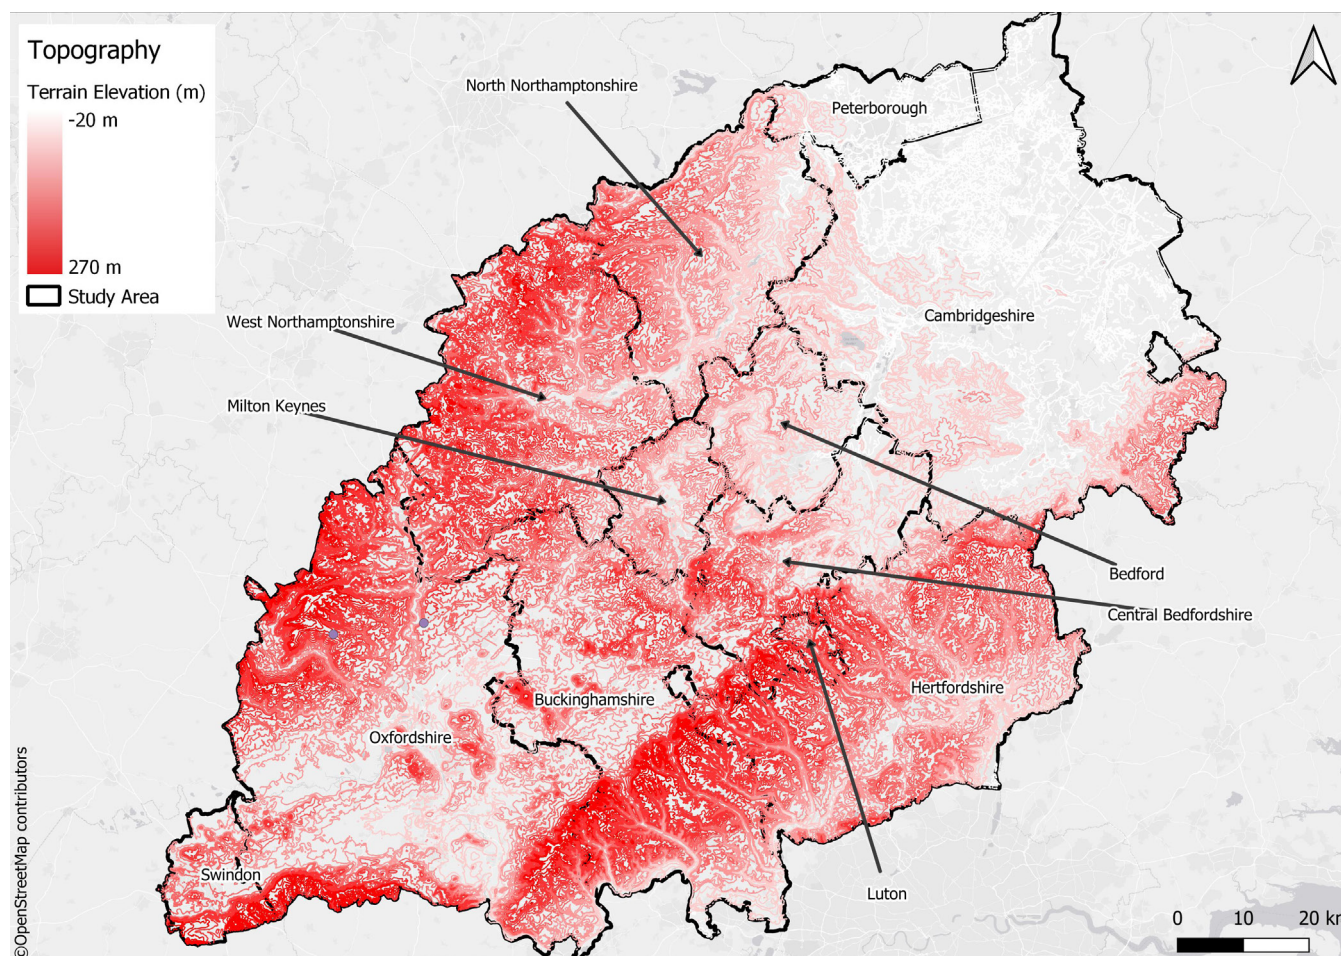 Topography
Terrain Elevation (m)
-20 m
270 m
Study Area
North Northamptonshire
Peterborough
West Northamptonshire
Cambridgeshire
Milton Keynes
Bedford
Central Bedfordshire
Hertfordshire
Buckinghamshire
Oxfordshire
Swindon
Luton
0 10 20 km
©OpenStreetMap contributors